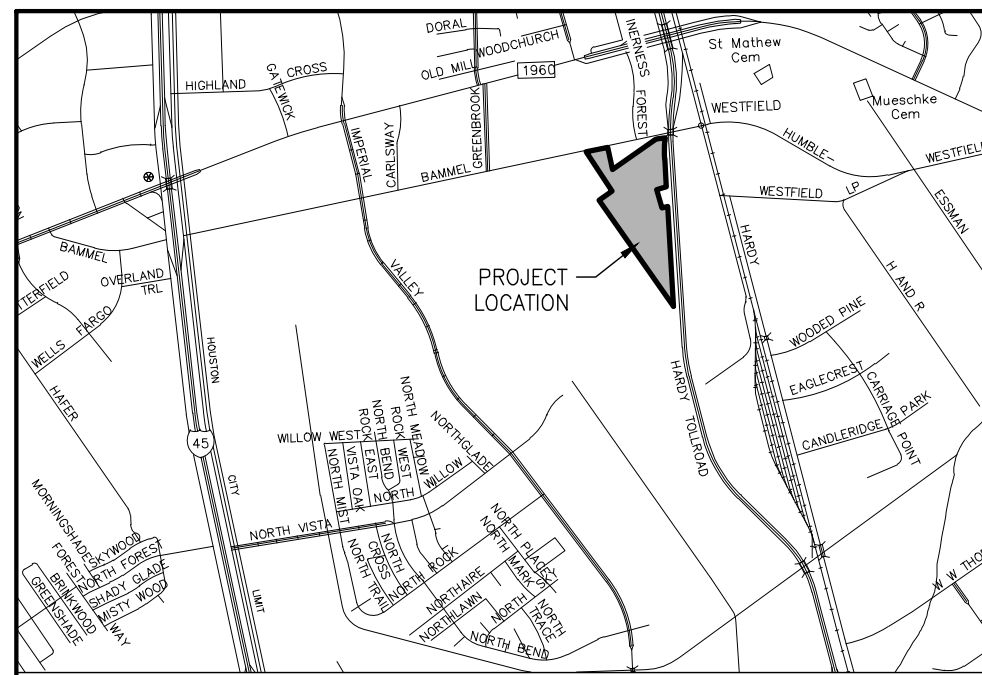 DORAL
WOODCHURCH
OLD MILL
1960
INERNESS FOREST
St Mathew
Cem
Mueschke
Cem
HIGHLAND CROSS
GATEWICK
IMPERIAL
CARLSWAY
GREENBROOK
BAMMEL
WESTFIELD
HUMBLE-
WESTFIELD
WESTFIELD LP
ESSMAN
HARDY
H AND R
BAMMEL
OVERLAND
TRL
TTERFIELD
WELLS FARGO
HAFER
VALLEY
PROJECT
LOCATION
HOUSTON
CITY
LIMIT
45
WOODED PINE
EAGLECREST
CARRIAGE POINT
CANDLERIDGE PARK
HARDY TOLLROAD
WILLOW WEST
NORTH MEADOW
ROCK WEST
NORTH BEND
ROCK EAST
VISTA OAK
NORTH MIST
NORTH WILLOW
NORTHGLADE
NORTH VISTA
NORTH CROSS
NORTH TRAIL
NORTH ROCK
NORTHAIRE
NORTHLAWN
NORTH PLACEY
NORTH MARKS
NORTH TRACE
NORTH BEND
MORNINGSHADE
FOREST
SKYWOOD
NORTH FOREST
SHADY GLADE
MISTY WOOD
BRINKWOOD WAY
GREENSHADE
W W THO